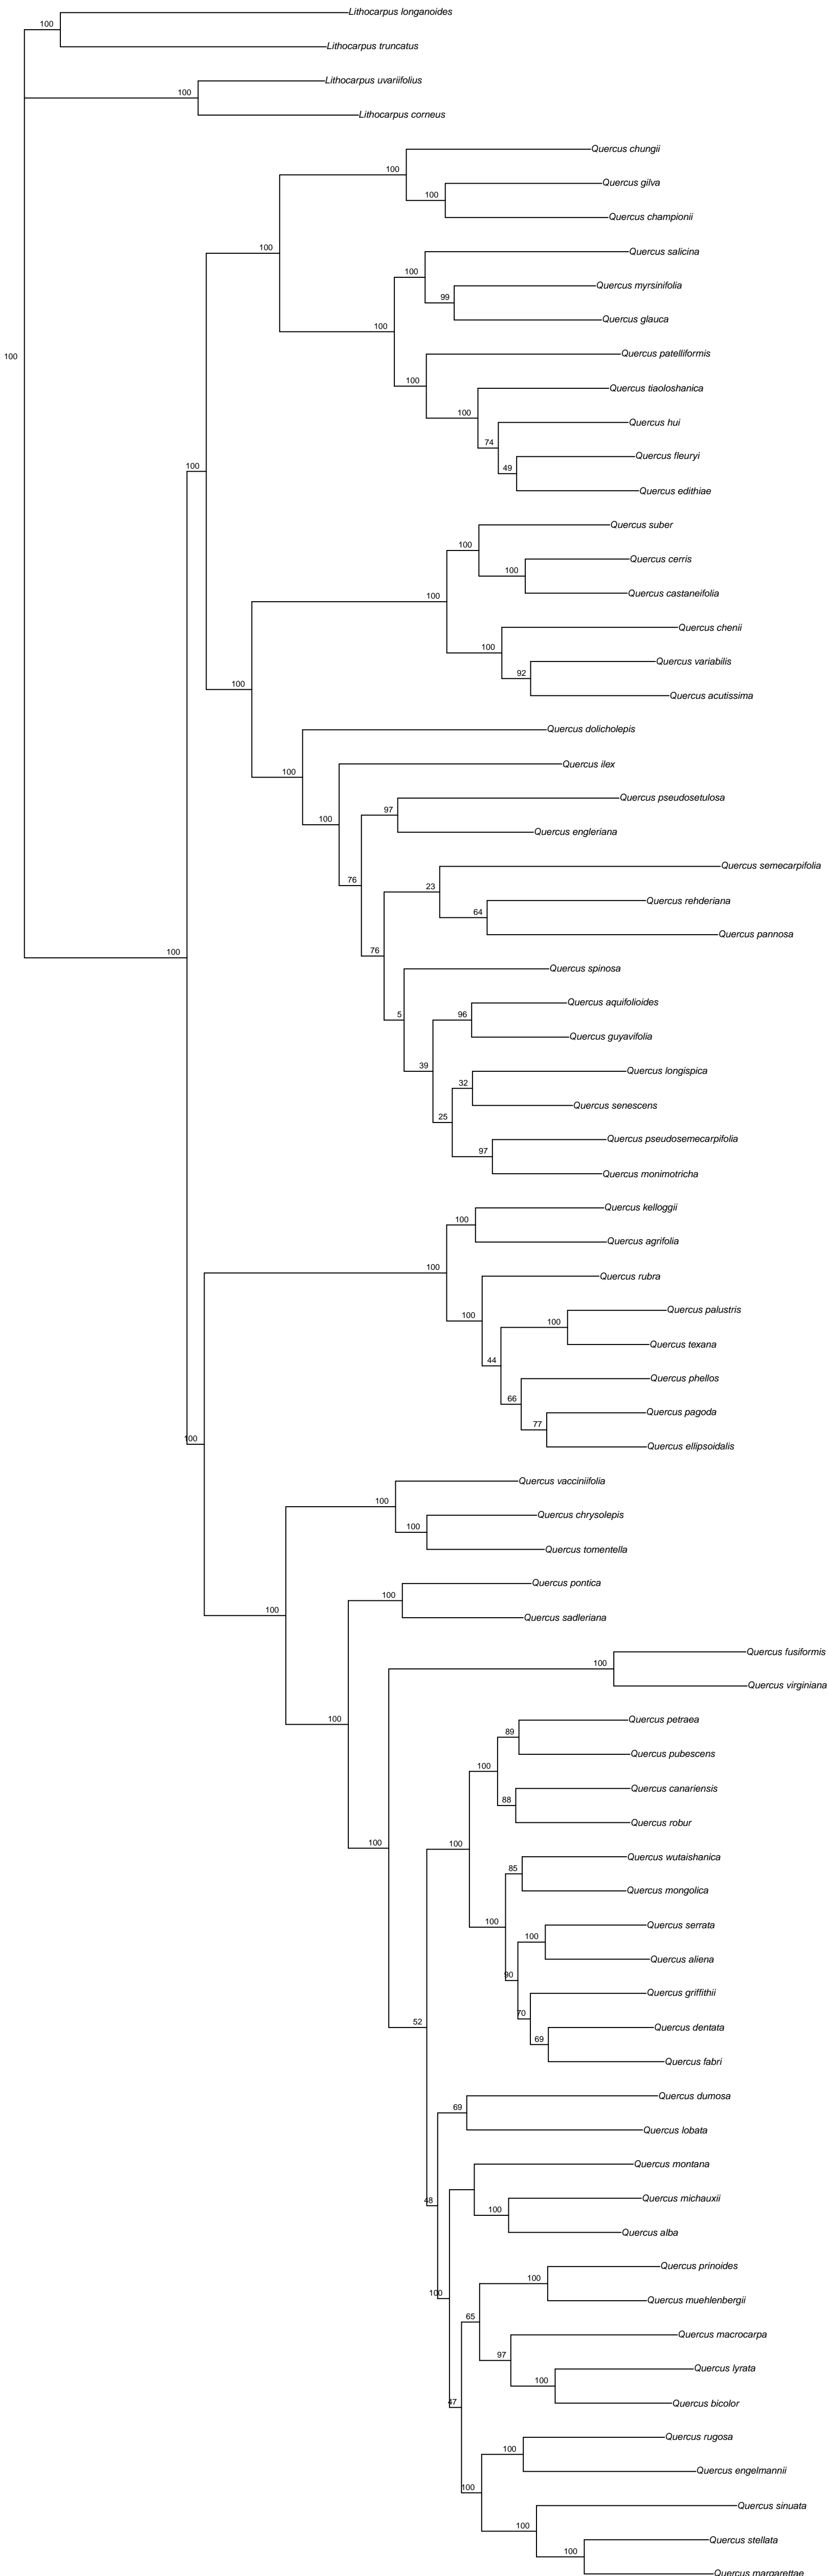 Lithocarpus longanoides
100
Lithocarpus truncatus
Lithocarpus uvariifolius
100
Lithocarpus corneus
Quercus chungii
100
Quercus gilva
100
Quercus championii
100
Quercus salicina
100
Quercus myrsinifolia
99
Quercus glauca
100
Quercus patelliformis
100
100
Quercus tiaoloshanica
100
Quercus hui
74
Quercus fleuryi
49
100
Quercus edithiae
Quercus suber
100
Quercus cerris
100
Quercus castaneifolia
100
Quercus chenii
100
Quercus variabilis
92
100
Quercus acutissima
Quercus dolicholepis
100
Quercus ilex
Quercus pseudosetulosa
97
100
Quercus engleriana
Quercus semecarpifolia
76
23
Quercus rehderiana
64
Quercus pannosa
76
100
Quercus spinosa
Quercus aquifolioides
5
96
Quercus guyavifolia
39
Quercus longispica
32
Quercus senescens
25
Quercus pseudosemecarpifolia
97
Quercus monimotricha
Quercus kelloggii
100
Quercus agrifolia
100
Quercus rubra
Quercus palustris
100
100
Quercus texana
44
Quercus phellos
66
Quercus pagoda
77
100
Quercus ellipsoidalis
Quercus vacciniifolia
100
Quercus chrysolepis
100
Quercus tomentella
Quercus pontica
100
100
Quercus sadleriana
Quercus fusiformis
100
Quercus virginiana
100
Quercus petraea
89
Quercus pubescens
100
Quercus canariensis
88
Quercus robur
100
100
Quercus wutaishanica
85
Quercus mongolica
100
Quercus serrata
100
Quercus aliena
90
Quercus griffithii
70
52
Quercus dentata
69
Quercus fabri
Quercus dumosa
69
Quercus lobata
Quercus montana
48
Quercus michauxii
100
Quercus alba
Quercus prinoides
100
100
Quercus muehlenbergii
65
Quercus macrocarpa
97
Quercus lyrata
100
47
Quercus bicolor
Quercus rugosa
100
Quercus engelmannii
100
Quercus sinuata
100
Quercus stellata
100
Quercus margarettae